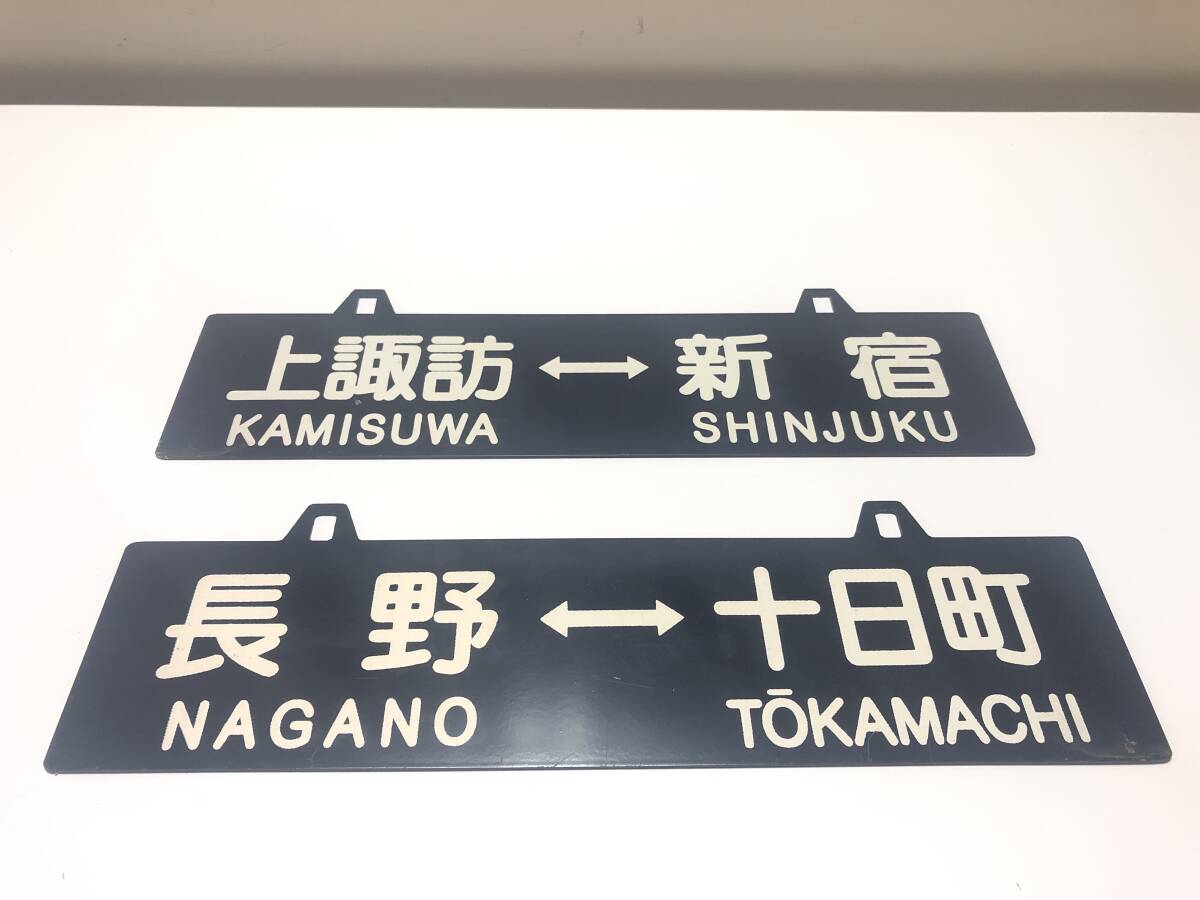 上諏訪 ↔ 新宿
KAMISUWA SHINJUKU
長野 ↔ 十日町
NAGANO TŌKAMACHI